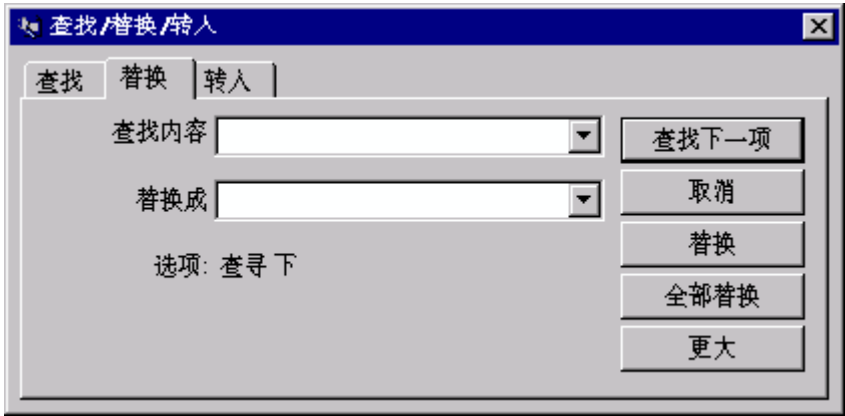 查找/替换/转入
查找 替换 转入
查找内容
替换成
选项: 查寻 下
查找下一项
取消
替换
全部替换
更大